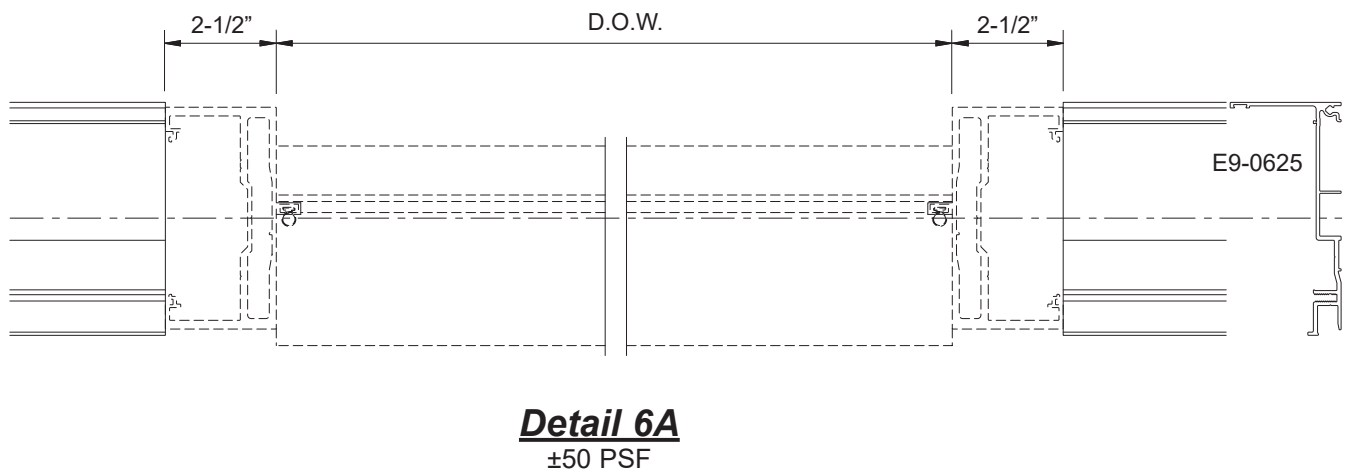 2-1/2” D.O.W. 2-1/2”
E9-0625
Detail 6A
±50 PSF